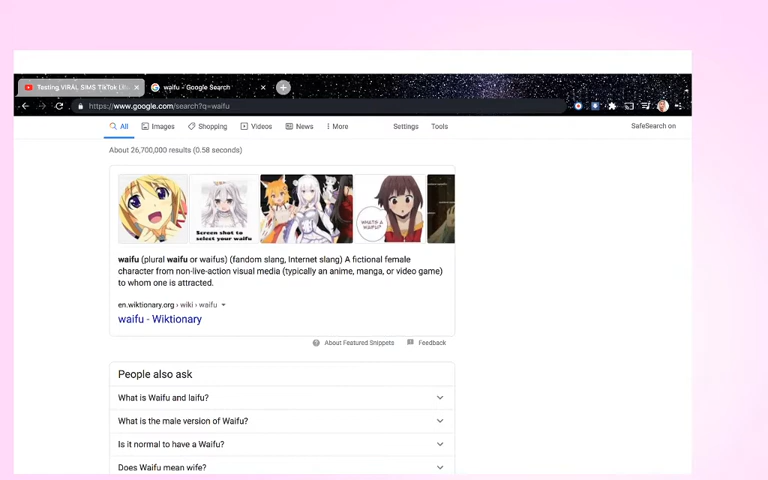 Testing VIRAL SIMS TikTok
waifu - Google Search
https://www.google.com/search?q=waifu
All Images Shopping Videos News More Settings Tools SafeSearch on
About 26,700,000 results (0.58 seconds)
Screen shot to
select your waifu
WHAT'S A
WAIFU?
waifu (plural waifu or waifus) (fandom slang, Internet slang) A fictional female
character from non-live-action visual media (typically an anime, manga, or video game)
to whom one is attracted.
en.wiktionary.org › wiki › waifu
waifu - Wiktionary
About Featured Snippets Feedback
People also ask
What is Waifu and laifu?
What is the male version of Waifu?
Is it normal to have a Waifu?
Does Waifu mean wife?